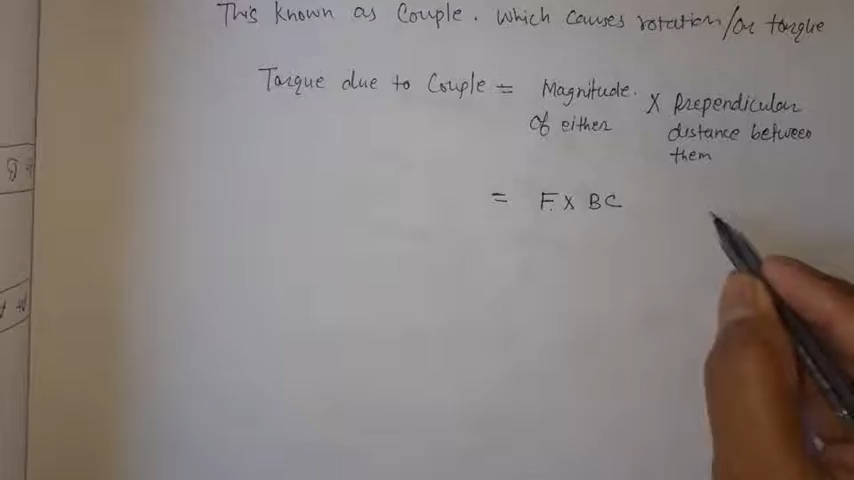 This known as Couple. which causes rotation/or torque
Torque due to Couple = Magnitude. X Prependicular
of either distance between
them
= F. X BC